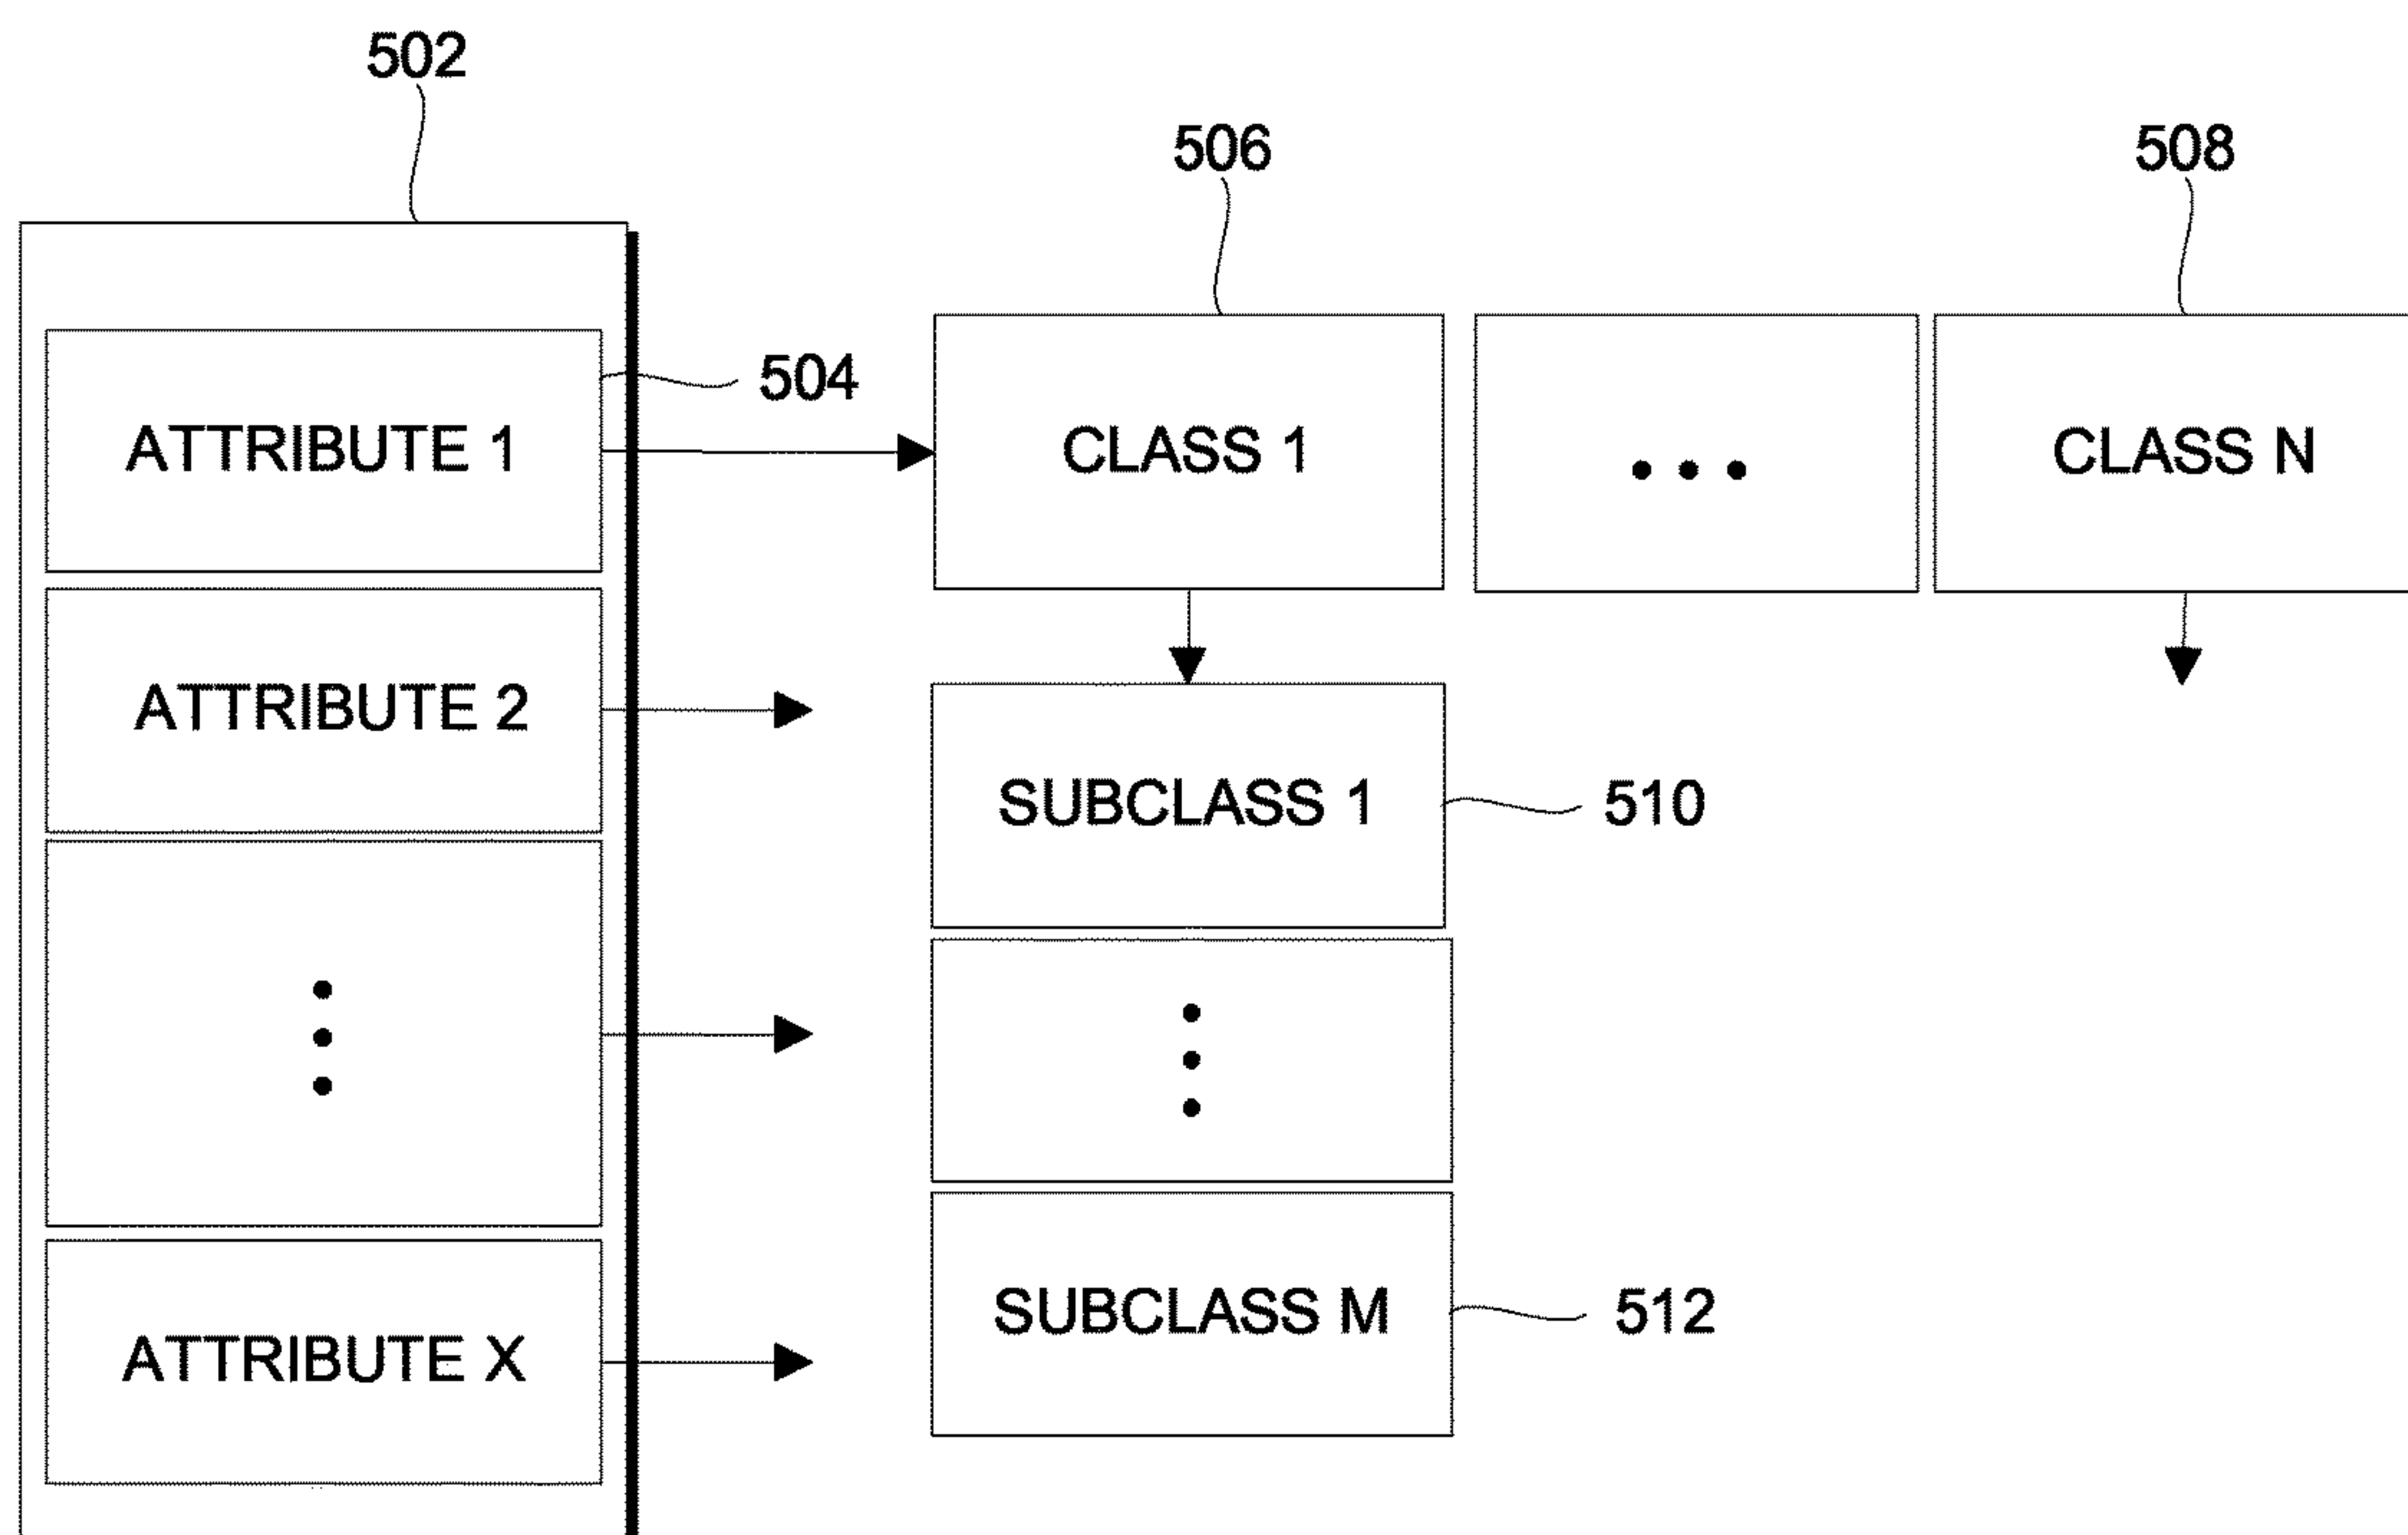 502
506
508
504
ATTRIBUTE 1
CLASS 1
• • •
CLASS N
ATTRIBUTE 2
SUBCLASS 1
510
SUBCLASS M
512
ATTRIBUTE X